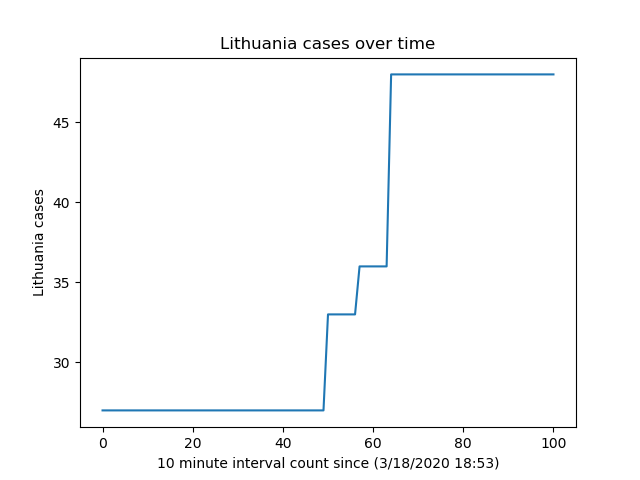 Lithuania cases over time
Lithuania cases
45
40
35
30
0 20 40 60 80 100
10 minute interval count since (3/18/2020 18:53)